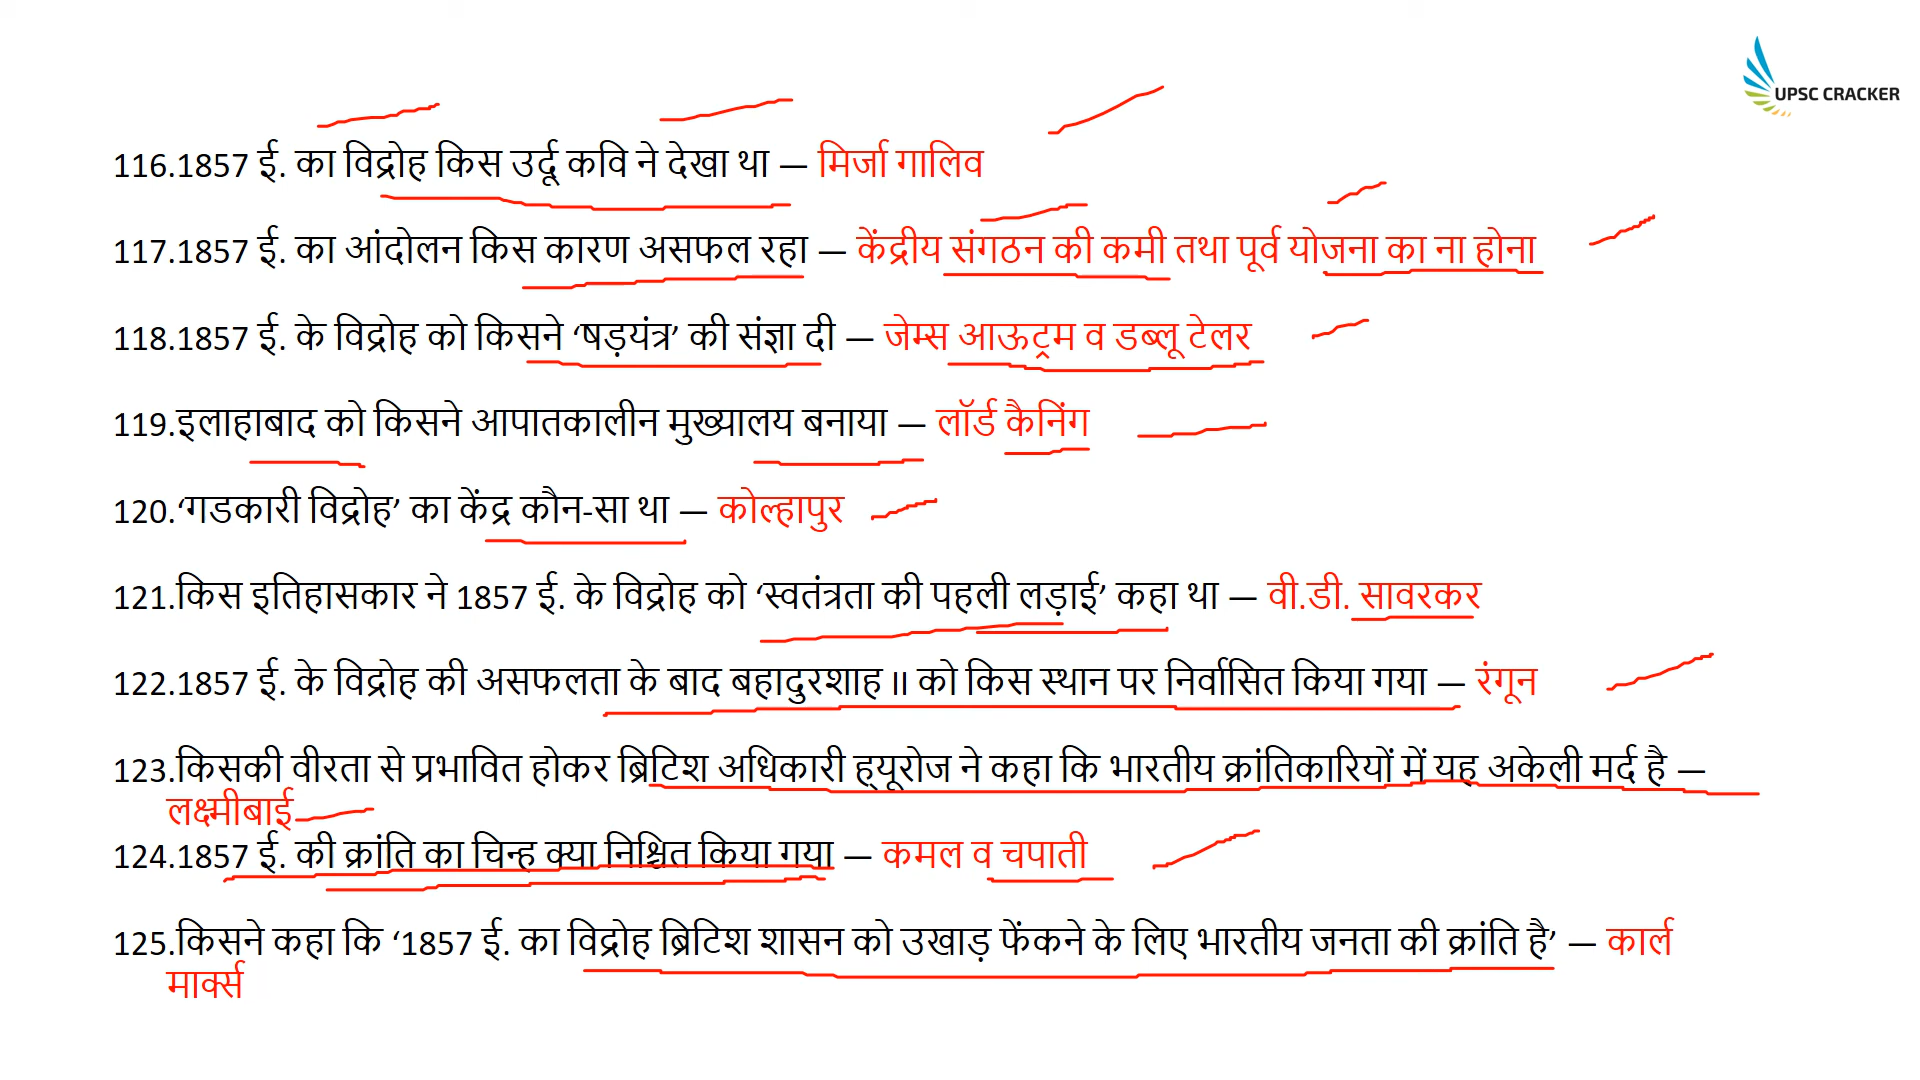 UPSC CRACKER
116.1857 ई. का विद्रोह किस उर्दू कवि ने देखा था — मिर्जा गालिव
117.1857 ई. का आंदोलन किस कारण असफल रहा — केंद्रीय संगठन की कमी तथा पूर्व योजना का ना होना
118.1857 ई. के विद्रोह को किसने ‘षड़यंत्र’ की संज्ञा दी — जेम्स आऊट्रम व डब्लू टेलर
119.इलाहाबाद को किसने आपातकालीन मुख्यालय बनाया — लॉर्ड कैनिंग
120.‘गडकारी विद्रोह’ का केंद्र कौन-सा था — कोल्हापुर
121.किस इतिहासकार ने 1857 ई. के विद्रोह को ‘स्वतंत्रता की पहली लड़ाई’ कहा था — वी.डी. सावरकर
122.1857 ई. के विद्रोह की असफलता के बाद बहादुरशाह II को किस स्थान पर निर्वासित किया गया — रंगून
123.किसकी वीरता से प्रभावित होकर ब्रिटिश अधिकारी ह्यूरोज ने कहा कि भारतीय क्रांतिकारियों में यह अकेली मर्द है —
लक्ष्मीबाई
124.1857 ई. की क्रांति का चिन्ह क्या निश्चित किया गया — कमल व चपाती
125.किसने कहा कि ‘1857 ई. का विद्रोह ब्रिटिश शासन को उखाड़ फेंकने के लिए भारतीय जनता की क्रांति है’ — कार्ल
मार्क्स